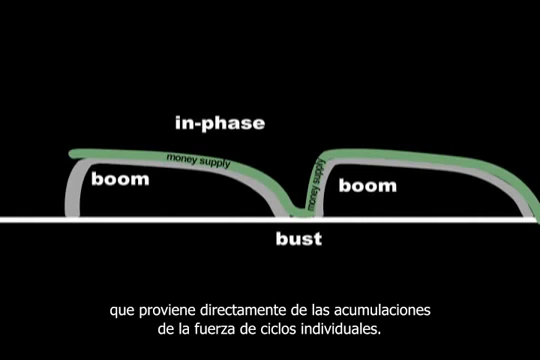 in-phase
money supply
boom
money supply
boom
bust
que proviene directamente de las acumulaciones
de la fuerza de ciclos individuales.